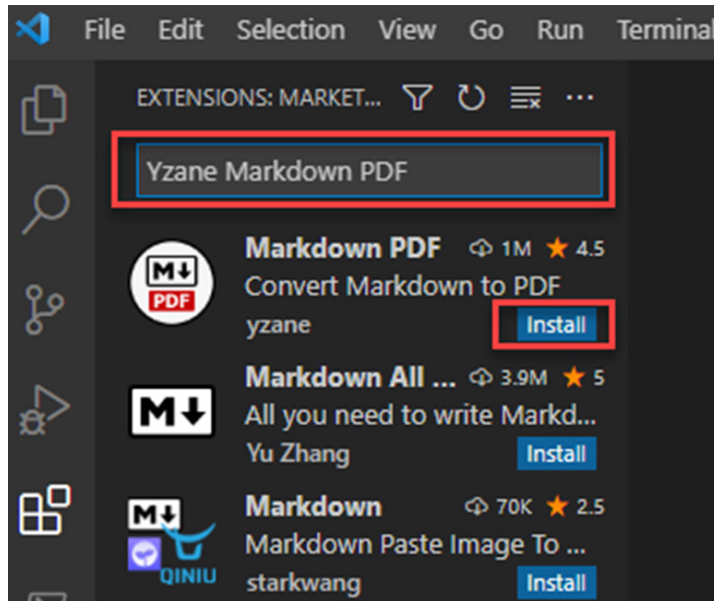 File Edit Selection View Go Run Terminal
EXTENSIONS: MARKET...
Yzane Markdown PDF
M↓ PDF
Markdown PDF 1M ★ 4.5
Convert Markdown to PDF
yzane Install
M↓
Markdown All ... 3.9M ★ 5
All you need to write Markd...
Yu Zhang Install
M↓
QINIU
Markdown 70K ★ 2.5
Markdown Paste Image To ...
starkwang Install